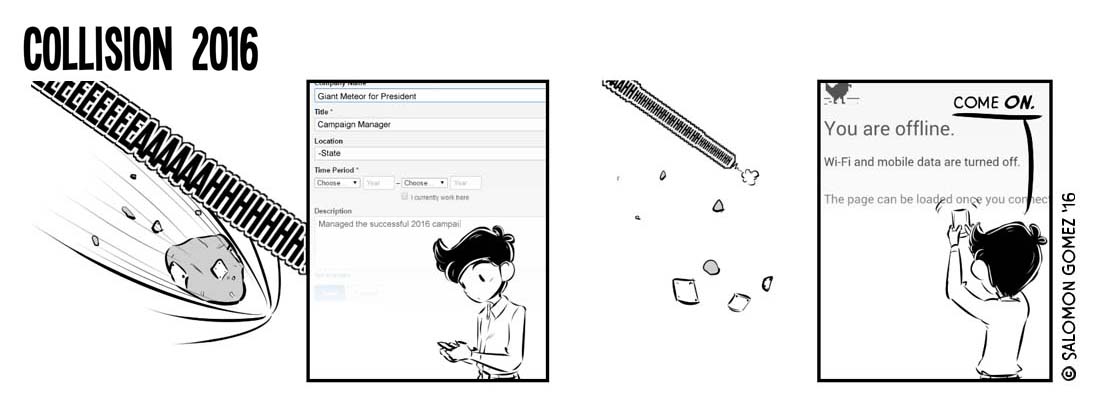 COLLISION 2016
EEEEEEEEAAAAAAHHHHHHHH
Company Name
Giant Meteor for President
Title *
Campaign Manager
Location
-State
Time Period *
Choose Year – Choose Year
I currently work here
Description
Managed the successful 2016 campai
COME ON.
You are offline.
Wi-Fi and mobile data are turned off.
The page can be loaded once you connect
© SALOMON GOMEZ '16